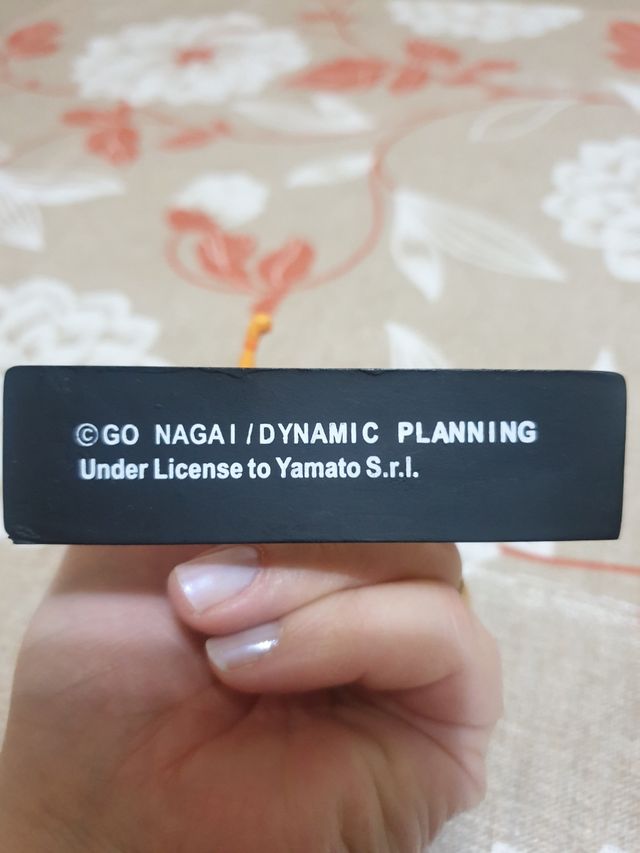 ©GO NAGAI/DYNAMIC PLANNING
Under License to Yamato S.r.l.